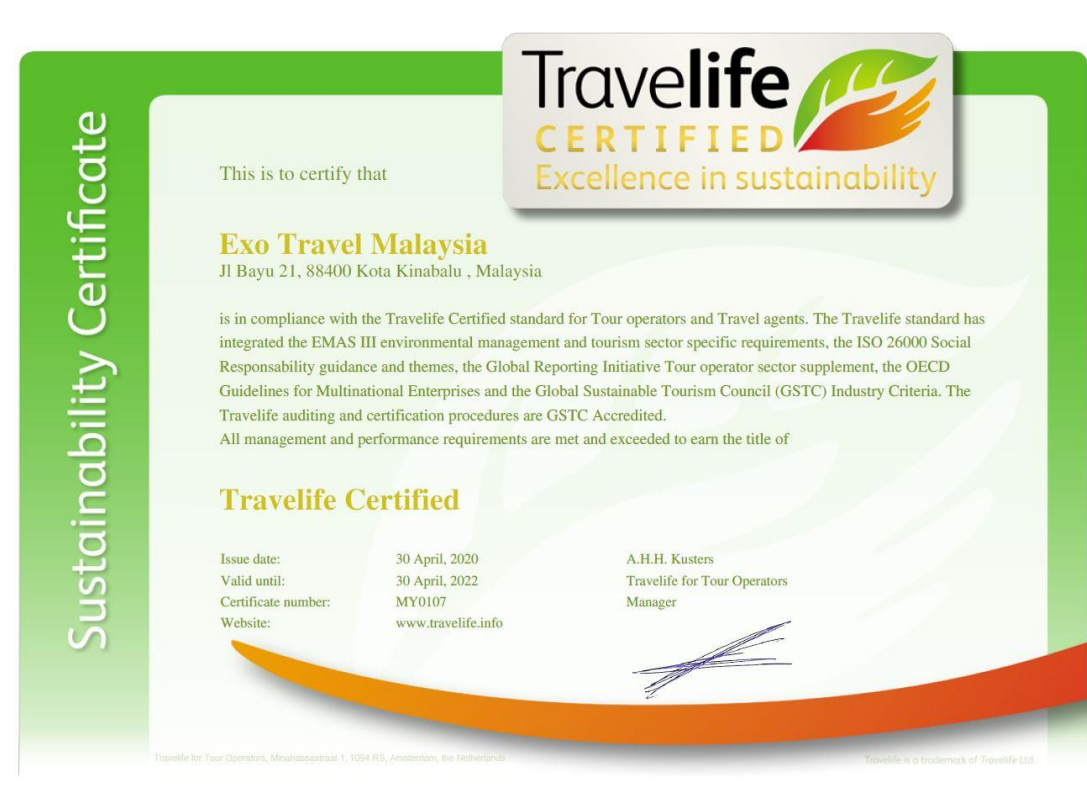 Sustainability Certificate
Travelife
CERTIFIED
Excellence in sustainability
This is to certify that
Exo Travel Malaysia
Jl Bayu 21, 88400 Kota Kinabalu , Malaysia
is in compliance with the Travelife Certified standard for Tour operators and Travel agents. The Travelife standard has
integrated the EMAS III environmental management and tourism sector specific requirements, the ISO 26000 Social
Responsability guidance and themes, the Global Reporting Initiative Tour operator sector supplement, the OECD
Guidelines for Multinational Enterprises and the Global Sustainable Tourism Council (GSTC) Industry Criteria. The
Travelife auditing and certification procedures are GSTC Accredited.
All management and performance requirements are met and exceeded to earn the title of
Travelife Certified
Issue date: 30 April, 2020 A.H.H. Kusters
Valid until: 30 April, 2022 Travelife for Tour Operators
Certificate number: MY0107 Manager
Website: www.travelife.info
Travelife for Tour Operators, Minahassastraat 1, 1094 RS, Amsterdam, the Netherlands
Travelife is a trademark of Travelife Ltd.